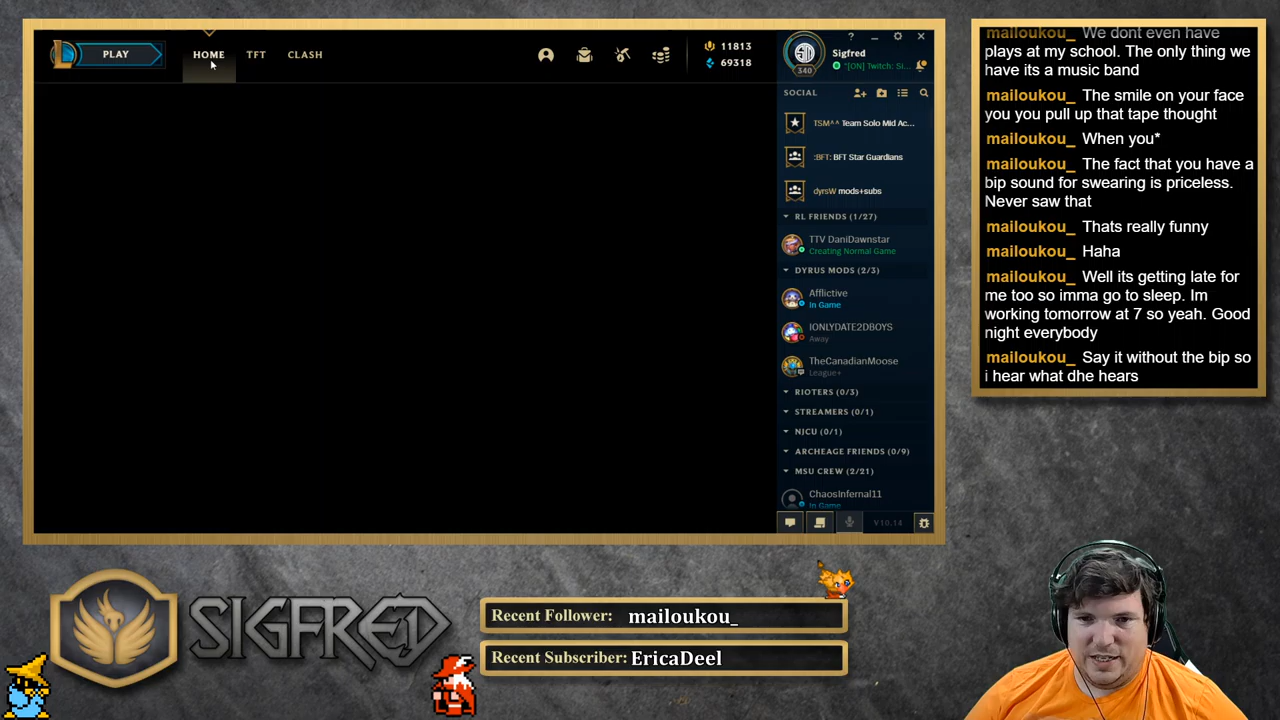 PLAY
HOME
TFT
CLASH
11813
69318
?
Sigfred
"[ON] Twitch: Si...
340
SOCIAL
TSM^^ Team Solo Mid Ac...
:BFT: BFT Star Guardians
dyrsW mods+subs
RL FRIENDS (1/27)
TTV DaniDawnstar
Creating Normal Game
DYRUS MODS (2/3)
Afflictive
In Game
IONLYDATE2DBOYS
Away
TheCanadianMoose
League+
RIOTERS (0/3)
STREAMERS (0/1)
NJCU (0/1)
ARCHEAGE FRIENDS (0/9)
MSU CREW (2/21)
ChaosInfernal11
In Game
V10.14
mailoukou_ We dont even have
plays at my school. The only thing we
have its a music band
mailoukou_ The smile on your face
you you pull up that tape thought
mailoukou_ When you*
mailoukou_ The fact that you have a
bip sound for swearing is priceless.
Never saw that
mailoukou_ Thats really funny
mailoukou_ Haha
mailoukou_ Well its getting late for
me too so imma go to sleep. Im
working tomorrow at 7 so yeah. Good
night everybody
mailoukou_ Say it without the bip so
i hear what dhe hears
SIGFRED
Recent Follower: mailoukou_
Recent Subscriber: EricaDeel